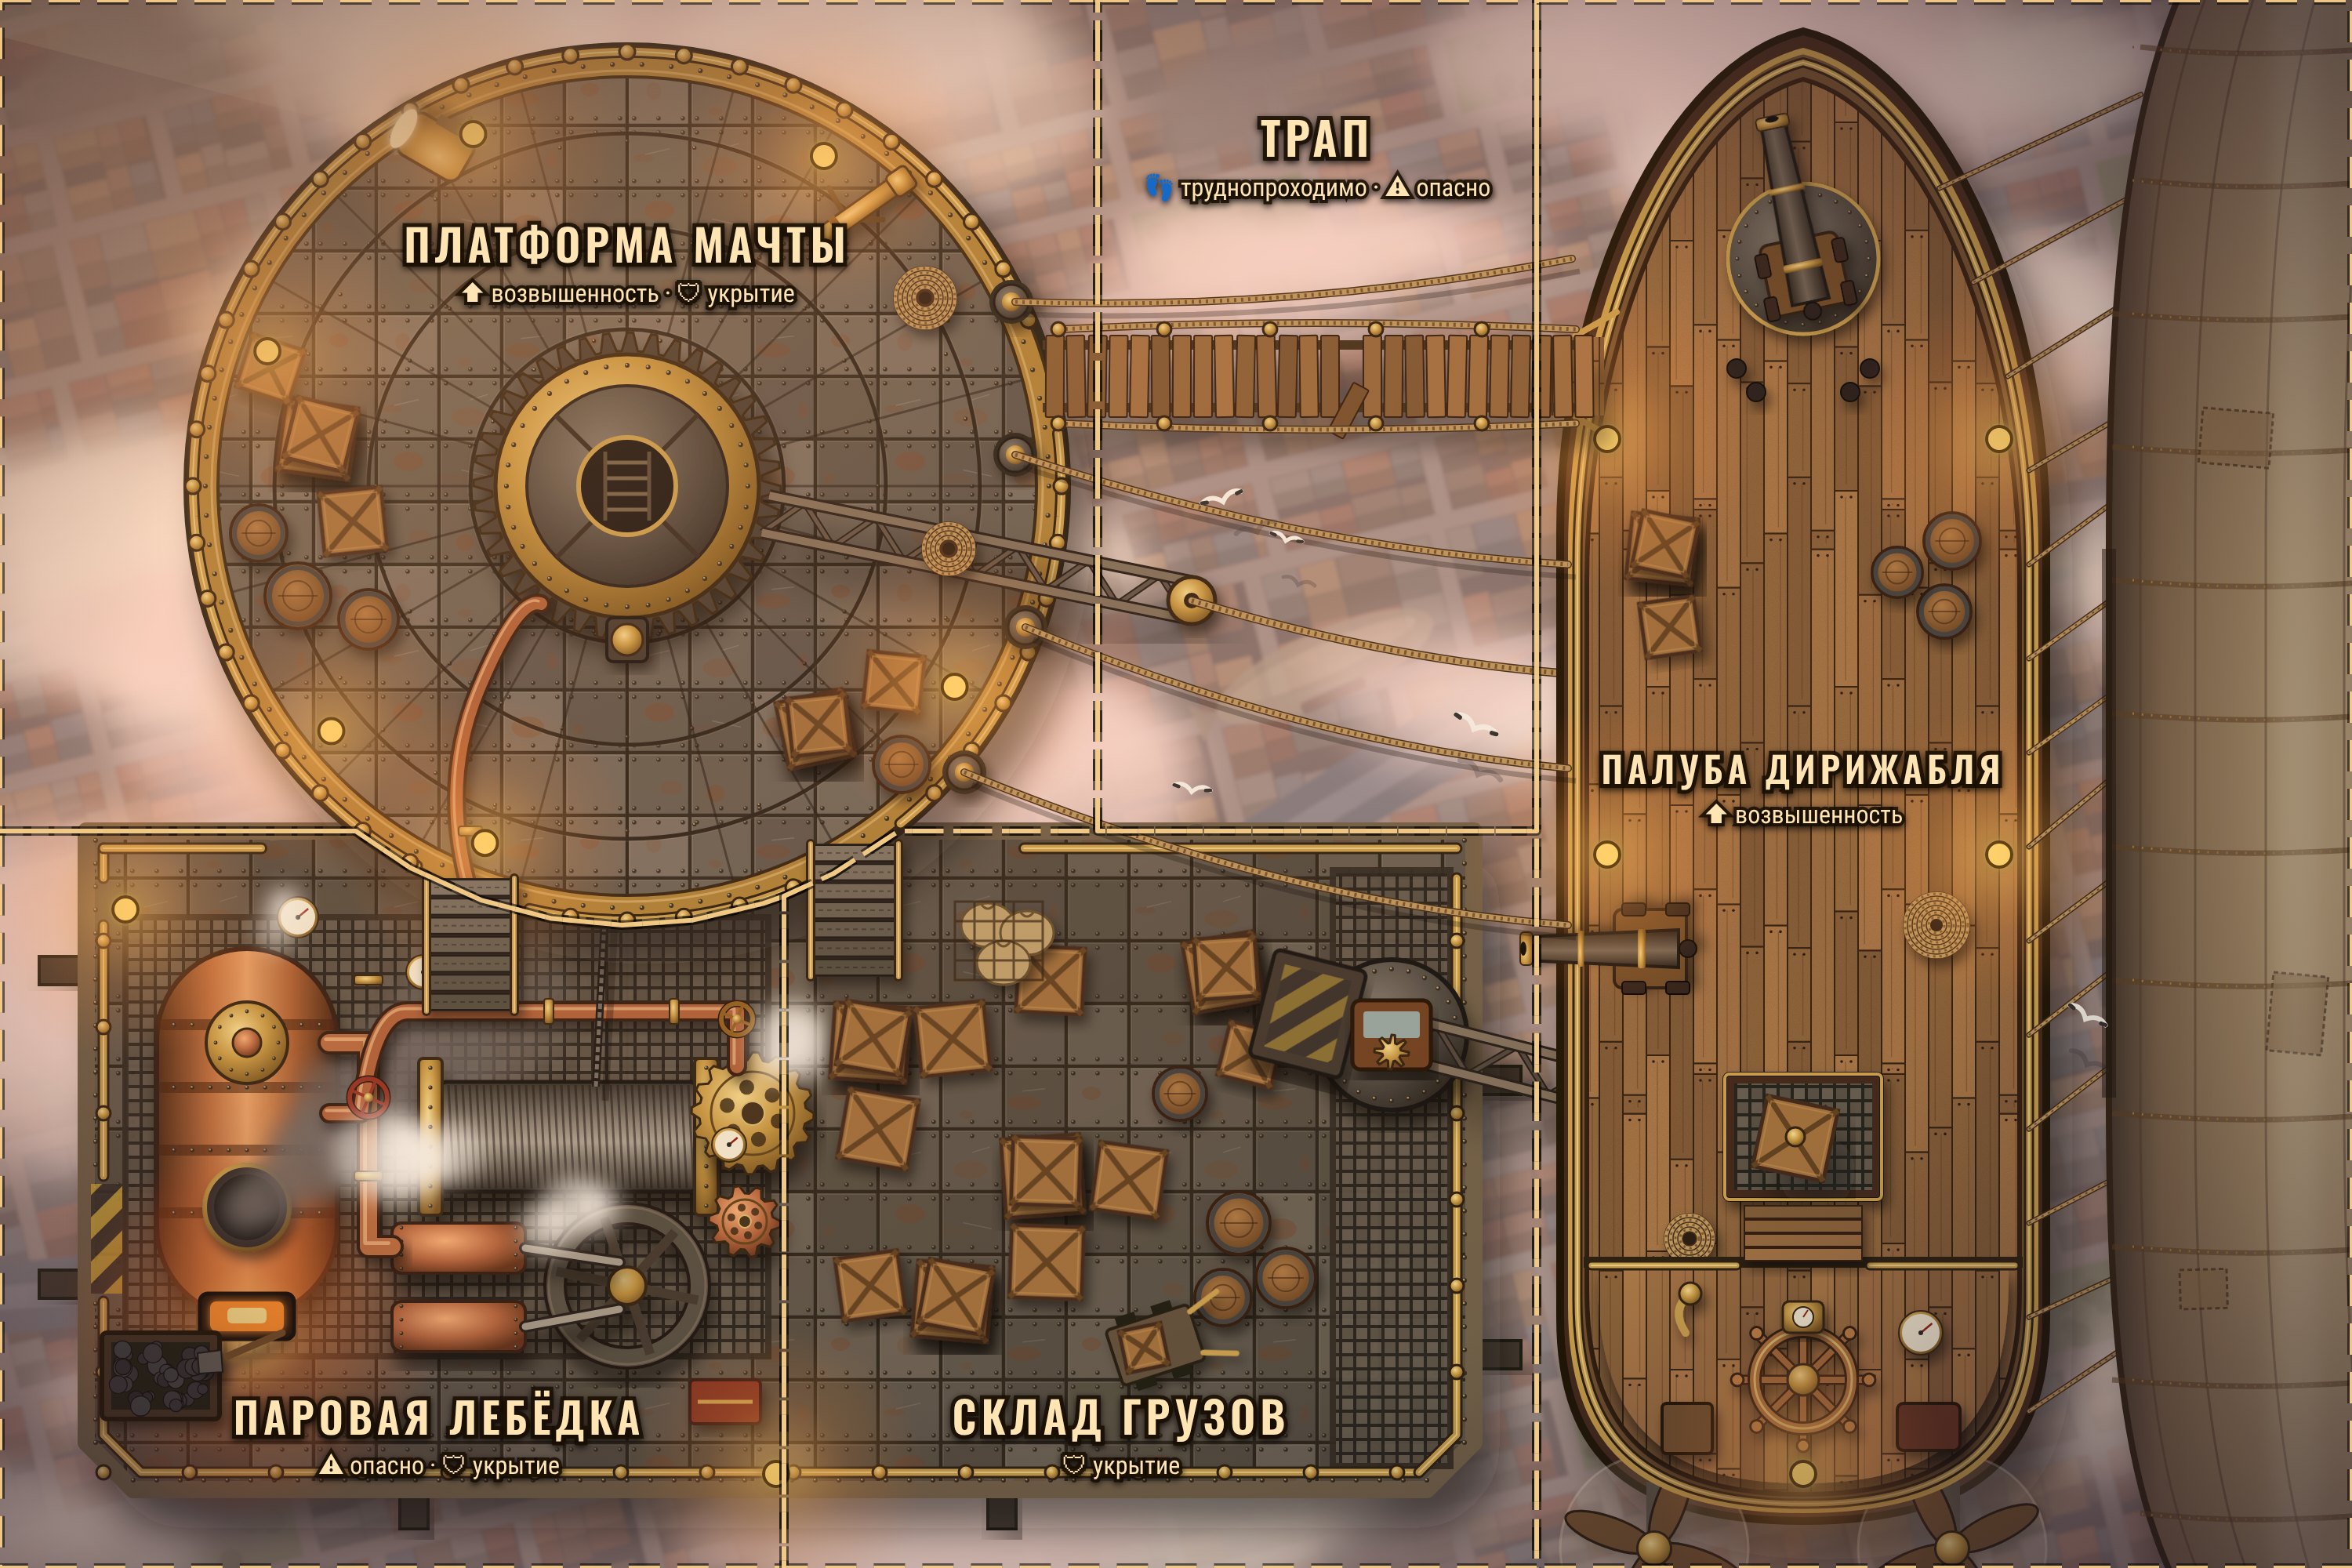 ТРАП
труднопроходимо · опасно
ПЛАТФОРМА МАЧТЫ
возвышенность · укрытие
ПАЛУБА ДИРИЖАБЛЯ
возвышенность
ПАРОВАЯ ЛЕБЁДКА
опасно · укрытие
СКЛАД ГРУЗОВ
укрытие